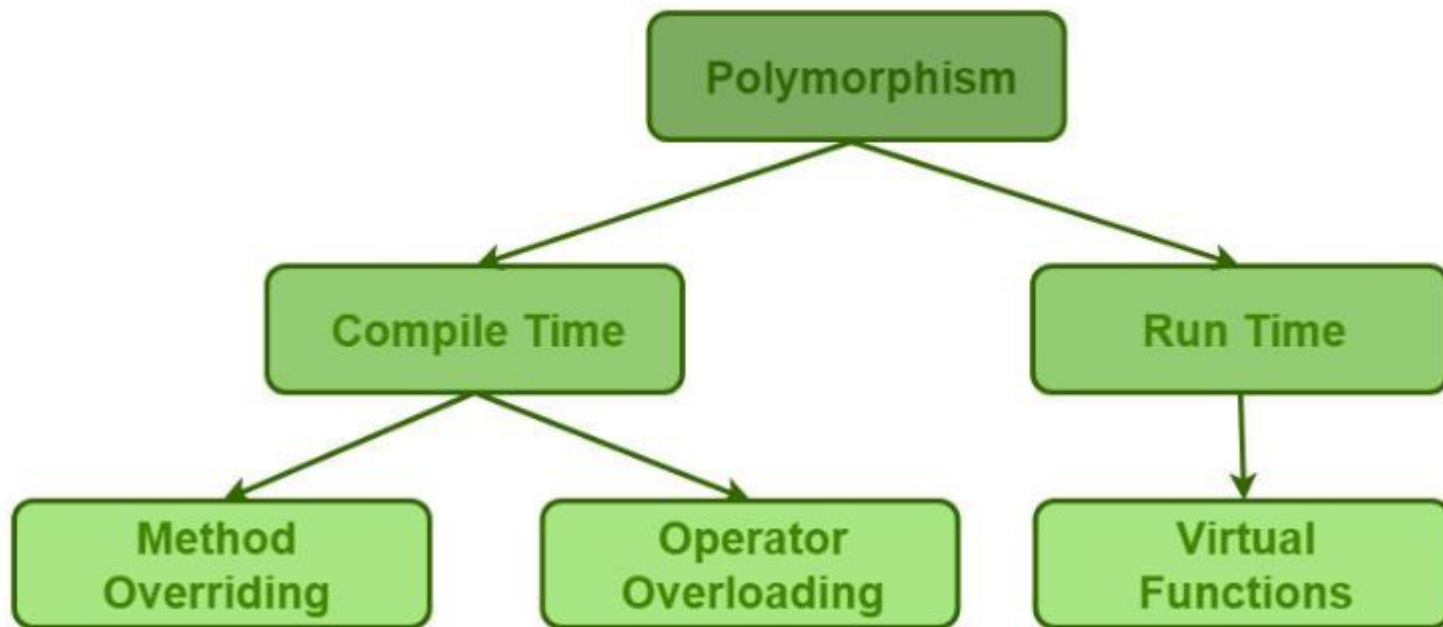 Polymorphism
Compile Time
Run Time
Method
Overriding
Operator
Overloading
Virtual
Functions